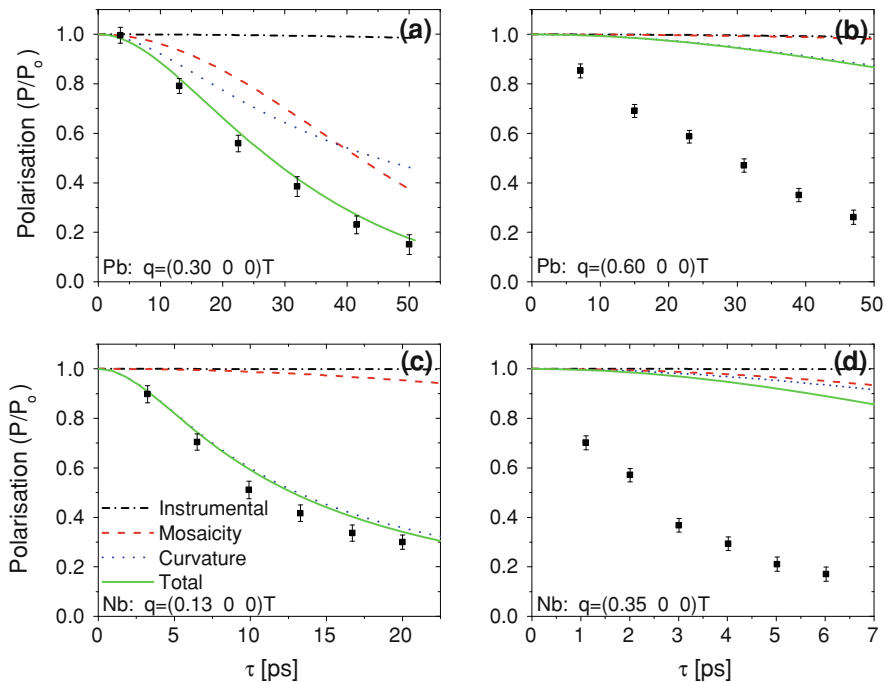 (a)
Polarisation (P/Po)
1.0
0.8
0.6
0.4
0.2
0.0
Pb: q=(0.30 0 0)T
0 10 20 30 40 50
(b)
1.0
0.8
0.6
0.4
0.2
0.0
Pb: q=(0.60 0 0)T
0 10 20 30 40 50
(c)
Polarisation (P/Po)
1.0
0.8
0.6
0.4
0.2
0.0
Instrumental
Mosaicity
Curvature
Total
Nb: q=(0.13 0 0)T
0 5 10 15 20
τ [ps]
(d)
1.0
0.8
0.6
0.4
0.2
0.0
Nb: q=(0.35 0 0)T
0 1 2 3 4 5 6 7
τ [ps]